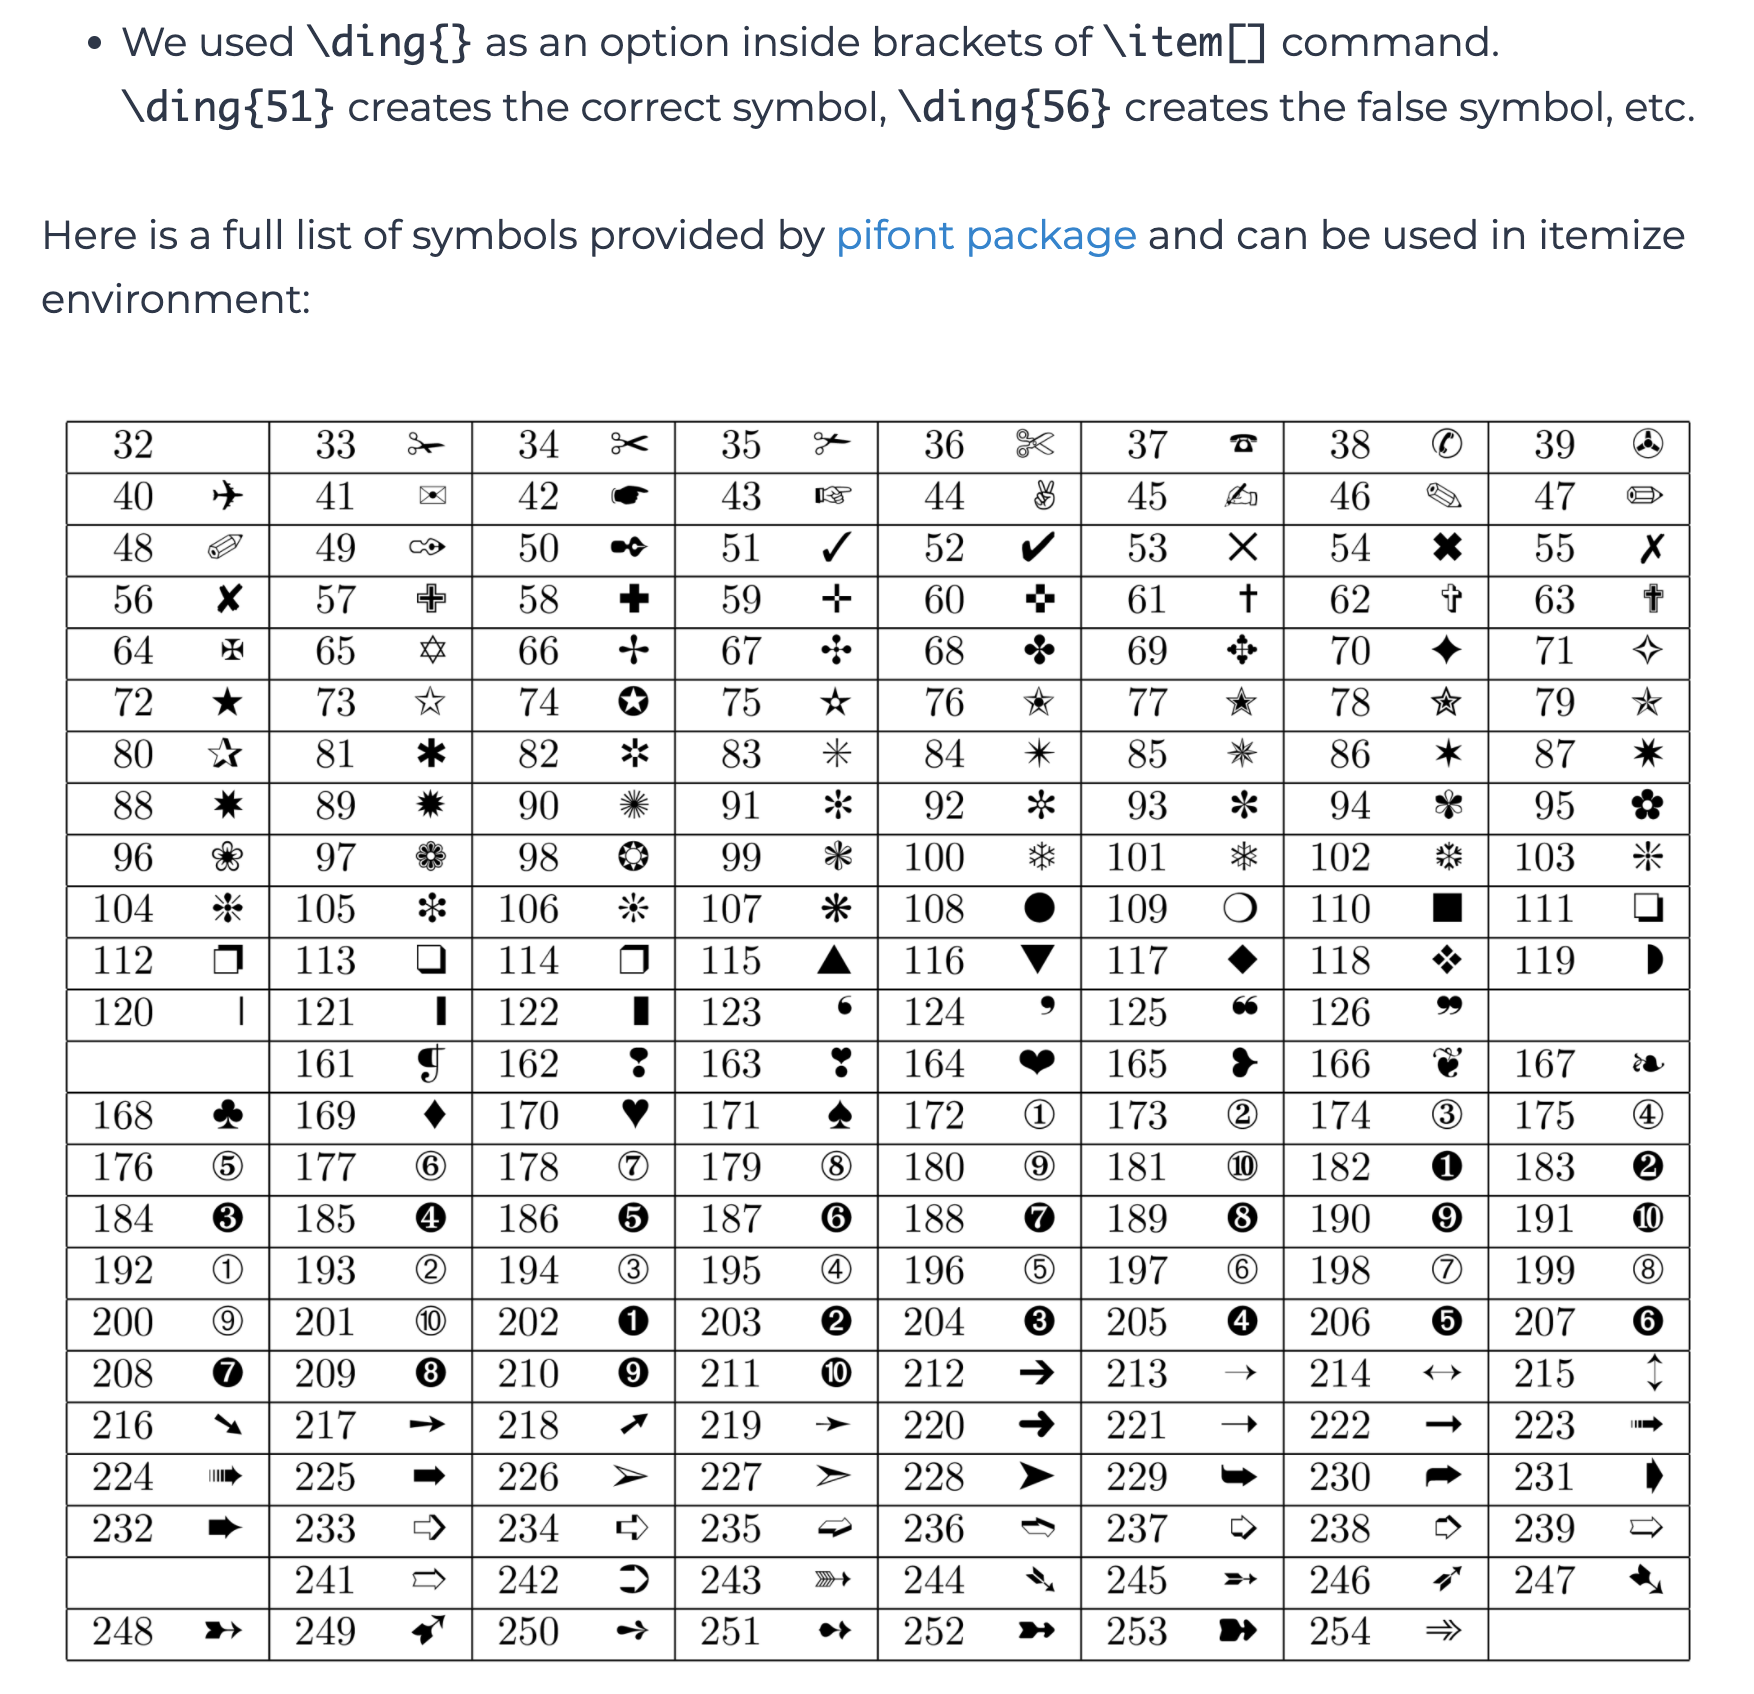 • We used \ding{} as an option inside brackets of \item[] command.
\ding{51} creates the correct symbol, \ding{56} creates the false symbol, etc.
Here is a full list of symbols provided by pifont package and can be used in itemize
environment:
32 33 ✁ 34 ✂ 35 ✃ 36 ✄ 37 ☎ 38 ✆ 39 ✇
40 ✈ 41 ✉ 42 ☛ 43 ☞ 44 ✌ 45 ✍ 46 ✎ 47 ✏
48 ✐ 49 ✑ 50 ✒ 51 ✓ 52 ✔ 53 ✕ 54 ✖ 55 ✗
56 ✘ 57 ✙ 58 ✚ 59 ✛ 60 ✜ 61 ✝ 62 ✞ 63 ✟
64 ✠ 65 ✡ 66 ✢ 67 ✣ 68 ✤ 69 ✥ 70 ✦ 71 ✧
72 ★ 73 ✩ 74 ✪ 75 ✫ 76 ✬ 77 ✭ 78 ✮ 79 ✯
80 ✰ 81 ✱ 82 ✲ 83 ✳ 84 ✴ 85 ✵ 86 ✶ 87 ✷
88 ✸ 89 ✹ 90 ✺ 91 ✻ 92 ✼ 93 ✽ 94 ✾ 95 ✿
96 ❀ 97 ❁ 98 ❂ 99 ❃ 100 ❄ 101 ❅ 102 ❆ 103 ❇
104 ❈ 105 ❉ 106 ❊ 107 ❋ 108 ● 109 ❍ 110 ■ 111 ❏
112 ❐ 113 ❑ 114 ❒ 115 ▲ 116 ▼ 117 ◆ 118 ❖ 119 ◗
120 ❘ 121 ❙ 122 ❚ 123 ❛ 124 ❜ 125 ❝ 126 ❞
161 ❡ 162 ❢ 163 ❣ 164 ❤ 165 ❥ 166 ❦ 167 ❧
168 ♣ 169 ♦ 170 ♥ 171 ♠ 172 ① 173 ② 174 ③ 175 ④
176 ⑤ 177 ⑥ 178 ⑦ 179 ⑧ 180 ⑨ 181 ⑩ 182 ❶ 183 ❷
184 ❸ 185 ❹ 186 ❺ 187 ❻ 188 ❼ 189 ❽ 190 ❾ 191 ❿
192 ➀ 193 ➁ 194 ➂ 195 ➃ 196 ➄ 197 ➅ 198 ➆ 199 ➇
200 ➈ 201 ➉ 202 ➊ 203 ➋ 204 ➌ 205 ➍ 206 ➎ 207 ➏
208 ➐ 209 ➑ 210 ➒ 211 ➓ 212 ➔ 213 → 214 ↔ 215 ↕
216 ➘ 217 ➙ 218 ➚ 219 ➛ 220 ➜ 221 ➝ 222 ➞ 223 ➟
224 ➠ 225 ➡ 226 ➢ 227 ➣ 228 ➤ 229 ➥ 230 ➦ 231 ➧
232 ➨ 233 ➩ 234 ➪ 235 ➫ 236 ➬ 237 ➭ 238 ➮ 239 ➯
241 ➱ 242 ➲ 243 ➳ 244 ➴ 245 ➵ 246 ➶ 247 ➷
248 ➸ 249 ➹ 250 ➺ 251 ➻ 252 ➼ 253 ➽ 254 ➾